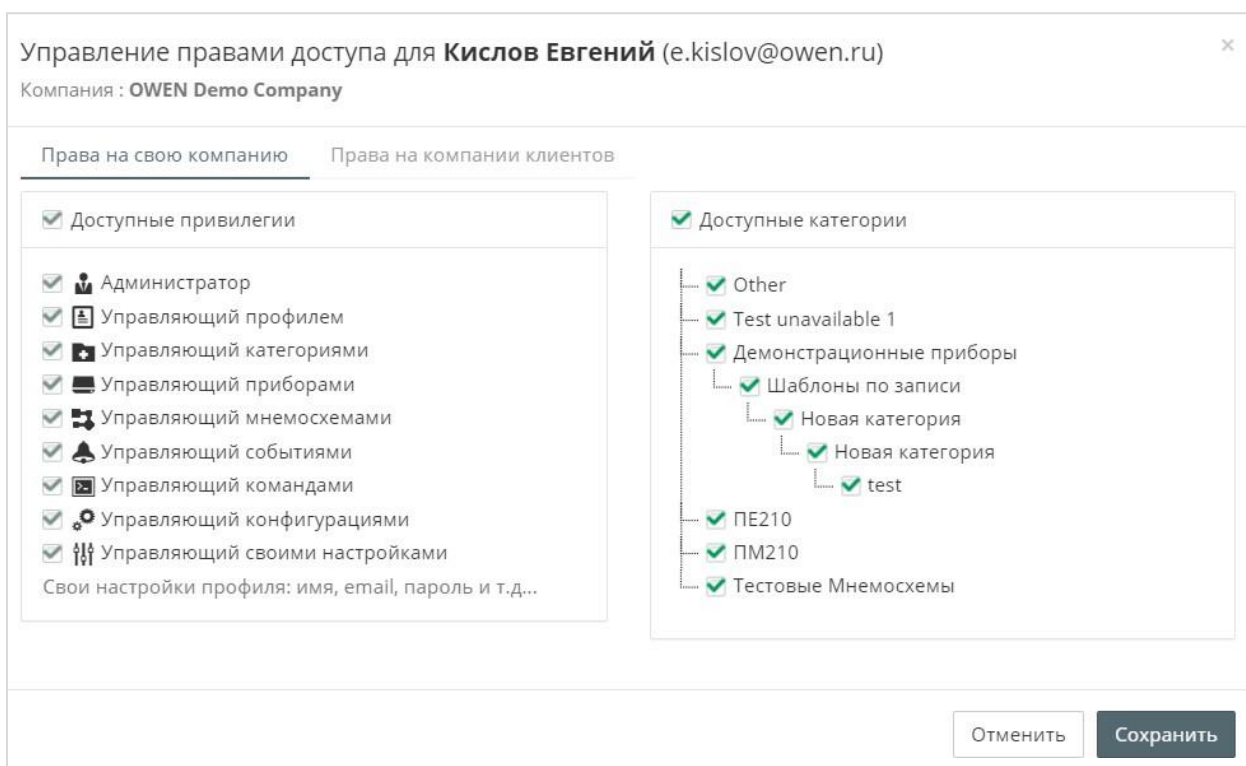 Управление правами доступа для Кислов Евгений (e.kislov@owen.ru)
Компания : OWEN Demo Company
Права на свою компанию
Права на компании клиентов
Доступные привилегии
Администратор
Управляющий профилем
Управляющий категориями
Управляющий приборами
Управляющий мнемосхемами
Управляющий событиями
Управляющий командами
Управляющий конфигурациями
Управляющий своими настройками
Свои настройки профиля: имя, email, пароль и т.д...
Доступные категории
Other
Test unavailable 1
Демонстрационные приборы
Шаблоны по записи
Новая категория
Новая категория
test
ПЕ210
ПМ210
Тестовые Мнемосхемы
Отменить
Сохранить